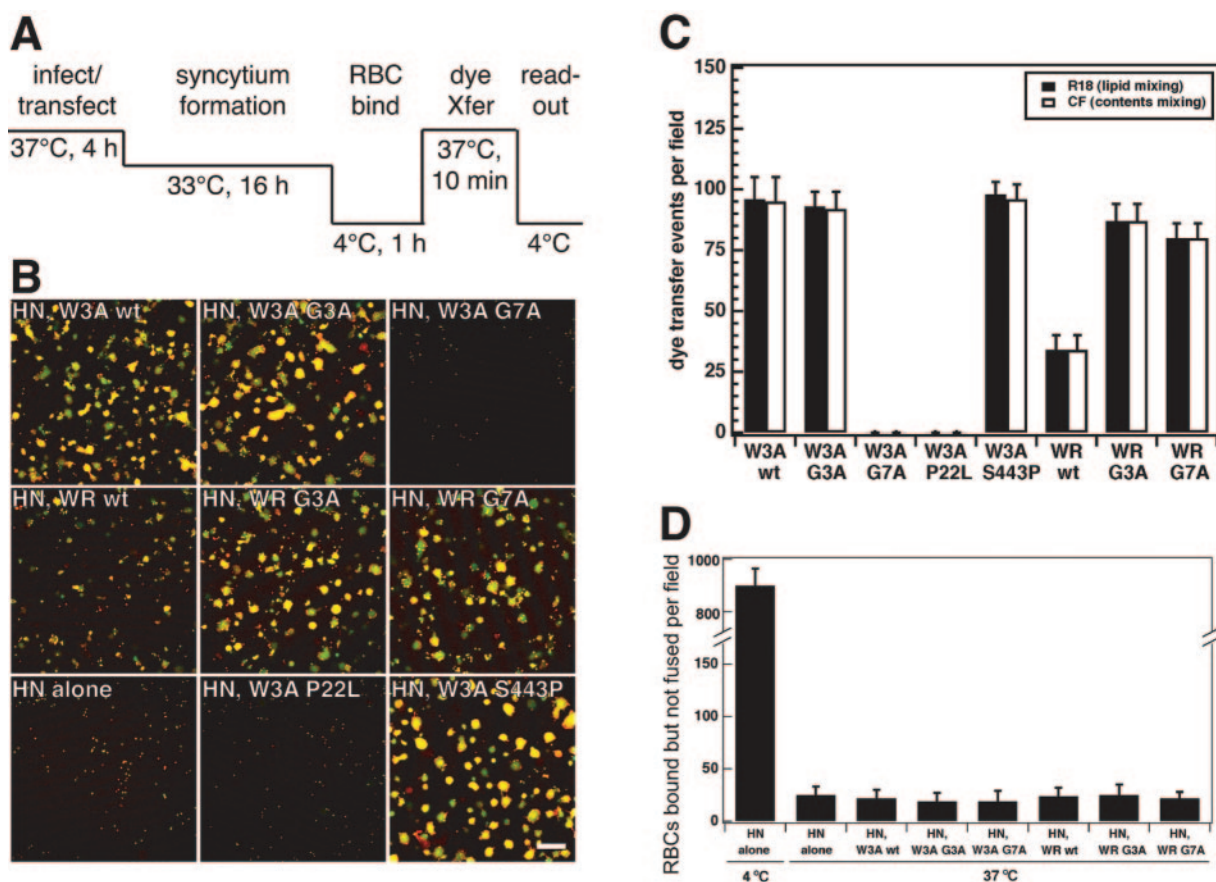 A
infect/ syncytium RBC dye read-
transfect formation bind Xfer out
37°C, 4 h
33°C, 16 h
4°C, 1 h
37°C,
10 min
4°C
B
HN, W3A wt HN, W3A G3A HN, W3A G7A
HN, WR wt HN, WR G3A HN, WR G7A
HN alone HN, W3A P22L HN, W3A S443P
C
dye transfer events per field
150
125
100
75
50
25
0
R18 (lipid mixing)
CF (contents mixing)
W3A W3A W3A W3A W3A WR WR WR
wt G3A G7A P22L S443P wt G3A G7A
D
RBCs bound but not fused per field
1000
800
150
100
50
0
HN HN HN, HN, HN, HN, HN, HN,
alone alone W3A wt W3A G3A W3A G7A WR wt WR G3A WR G7A
4 °C 37 °C